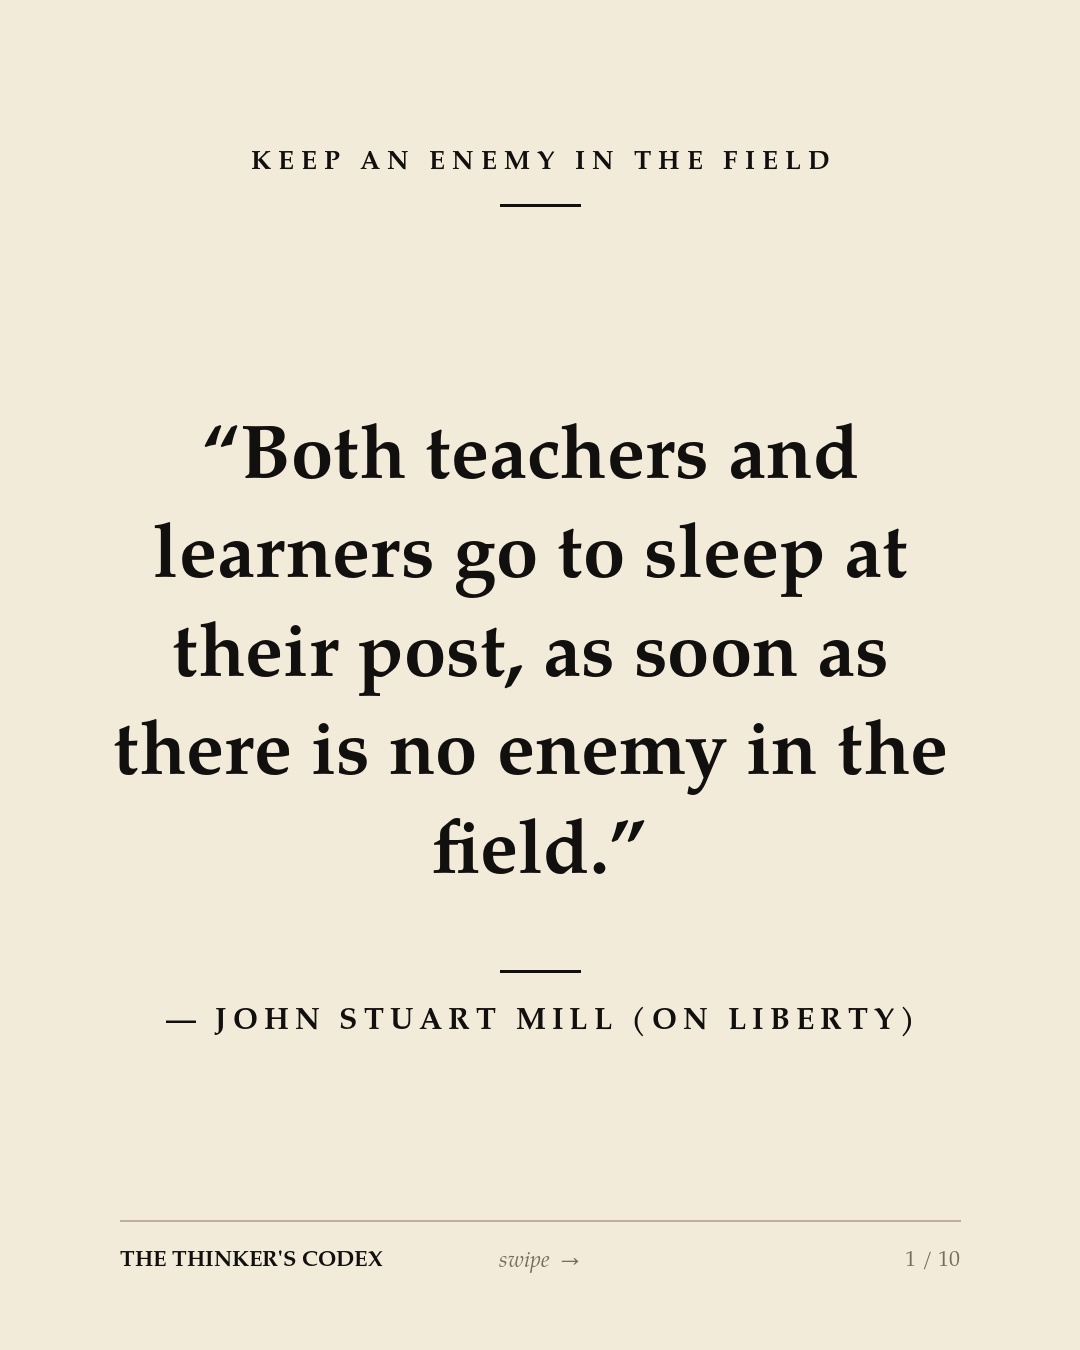 KEEP AN ENEMY IN THE FIELD
“Both teachers and
learners go to sleep at
their post, as soon as
there is no enemy in the
field.”
— JOHN STUART MILL (ON LIBERTY)
THE THINKER'S CODEX
swipe →
1 / 10